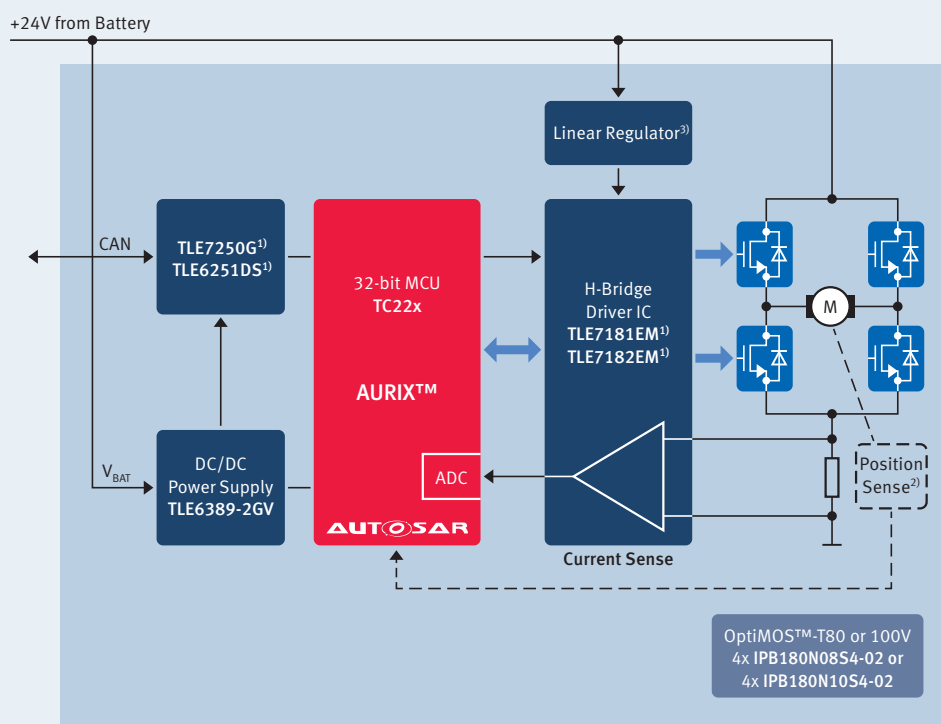 +24V from Battery
Linear Regulator3)
CAN
TLE7250G1)
TLE6251DS1)
32-bit MCU
TC22x
AURIX™
H-Bridge
Driver IC
TLE7181EM1)
TLE7182EM1)
M
VBAT
DC/DC
Power Supply
TLE6389-2GV
ADC
AUTOSAR
Current Sense
Position
Sense2)
OptiMOS™-T80 or 100V
4x IPB180N08S4-02 or
4x IPB180N10S4-02